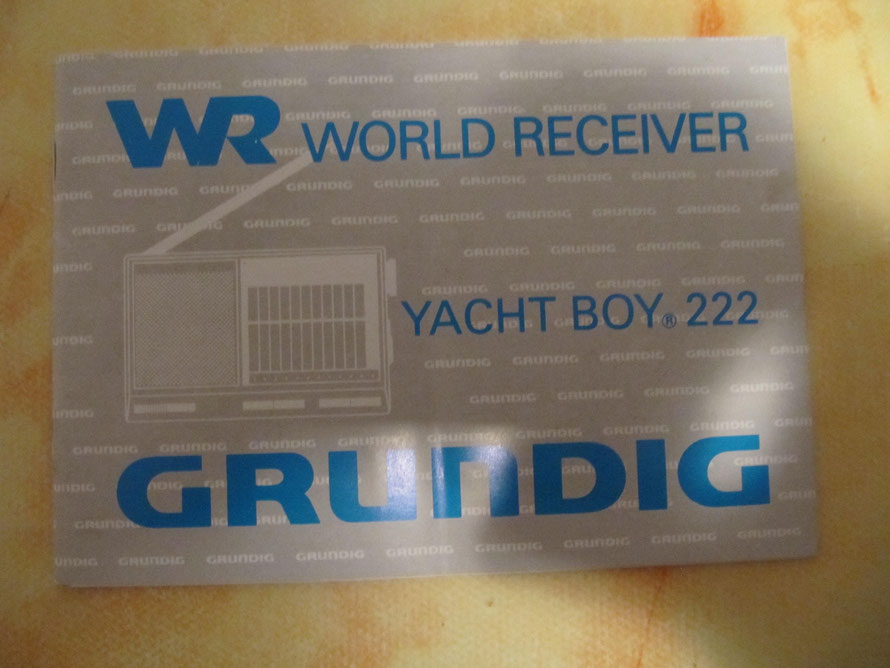 WR WORLD RECEIVER
YACHT BOY® 222
GRUNDIG